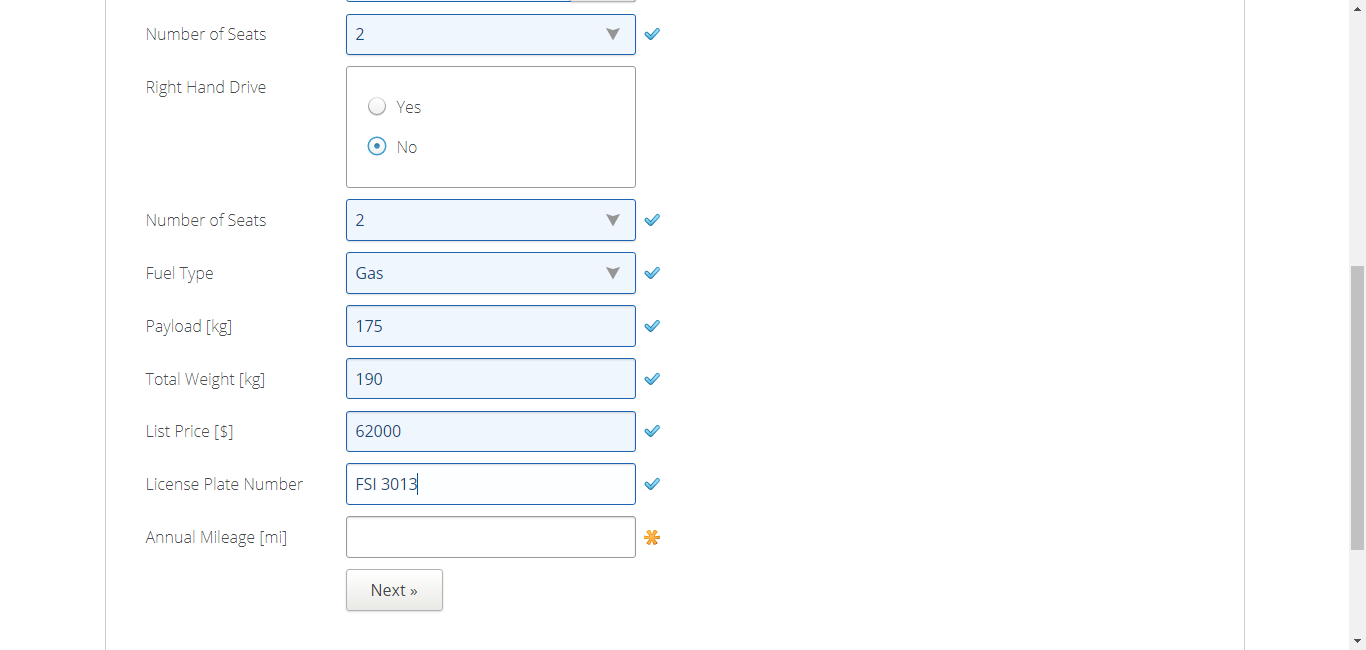 Number of Seats 2
Right Hand Drive
Yes
No
Number of Seats 2
Fuel Type Gas
Payload [kg] 175
Total Weight [kg] 190
List Price [$] 62000
License Plate Number FSI 3013
Annual Mileage [mi]
Next »